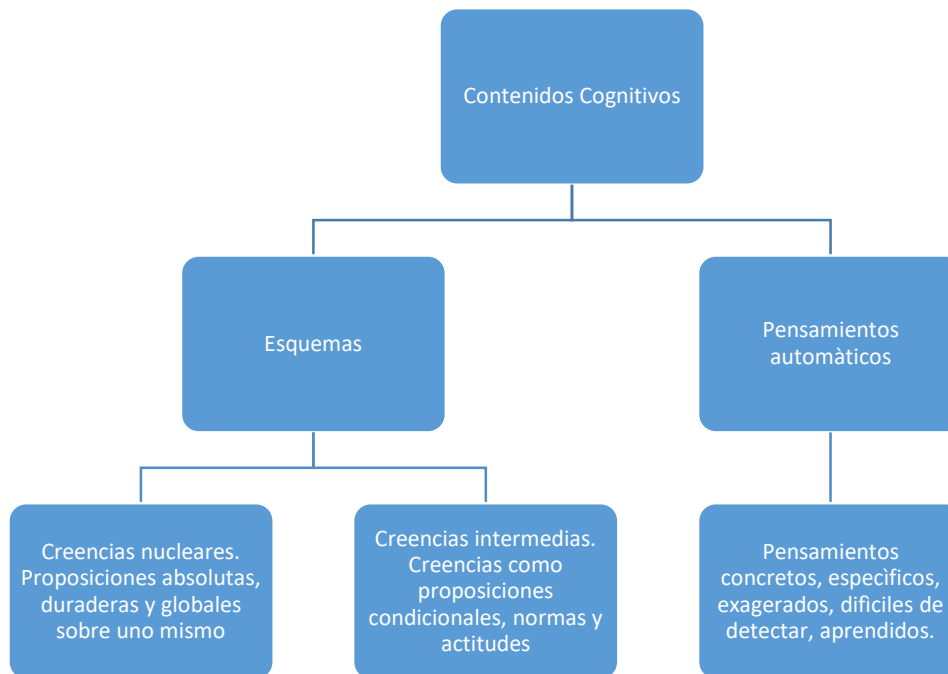 Contenidos Cognitivos
Esquemas
Pensamientos
automàticos
Creencias nucleares.
Proposiciones absolutas,
duraderas y globales
sobre uno mismo
Creencias intermedias.
Creencias como
proposiciones
condicionales, normas y
actitudes
Pensamientos
concretos, especìficos,
exagerados, difìciles de
detectar, aprendidos.